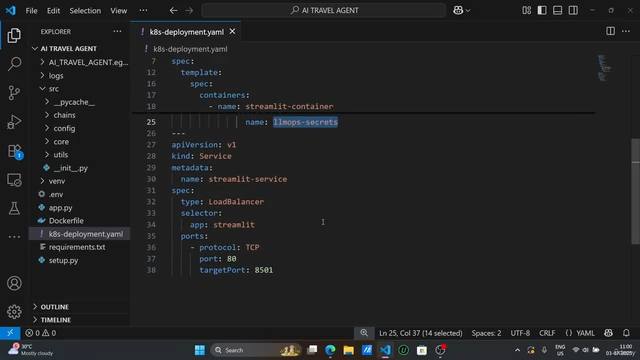 File Edit Selection View Go
AI TRAVEL AGENT
EXPLORER
k8s-deployment.yaml
AI TRAVEL AGENT
k8s-deployment.yaml
AI_TRAVEL_AGENT.eg
logs
src
__pycache__
chains
config
core
utils
__init__.py
venv
.env
app.py
Dockerfile
k8s-deployment.yaml
requirements.txt
setup.py
OUTLINE
TIMELINE
7 spec:
12 template:
16 spec:
17 containers:
18 - name: streamlit-container
25 name: llmops-secrets
26 ---
27 apiVersion: v1
28 kind: Service
29 metadata:
30 name: streamlit-service
31 spec:
32 type: LoadBalancer
33 selector:
34 app: streamlit
35 ports:
36 - protocol: TCP
37 port: 80
38 targetPort: 8501
0 0
Ln 25, Col 37 (14 selected) Spaces: 2 UTF-8 CRLF YAML
30°C
Mostly cloudy
Search
ENG
IN
11:00